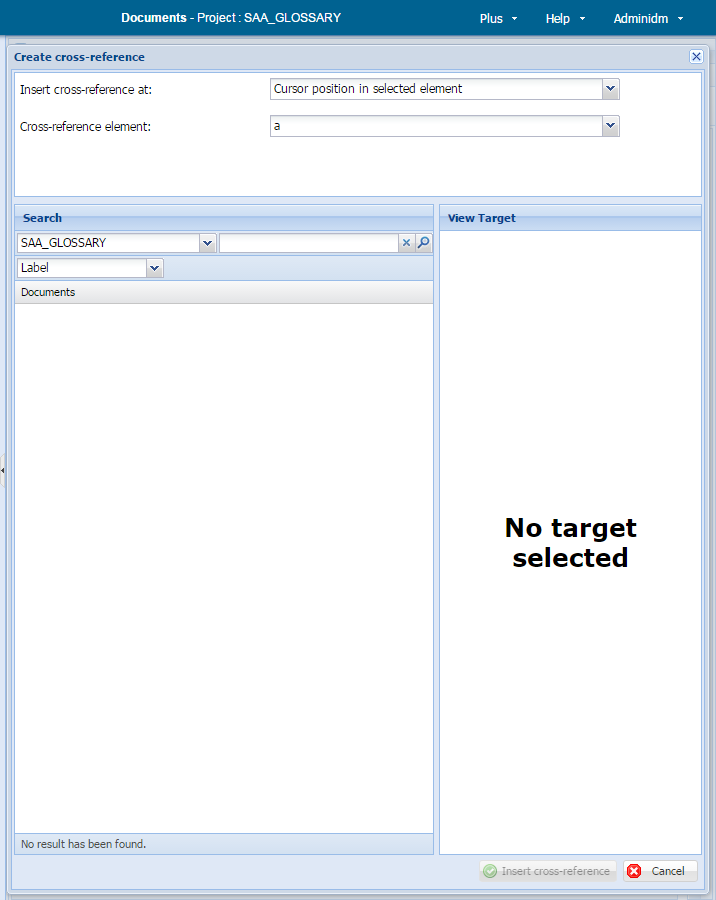 Documents - Project : SAA_GLOSSARY Plus Help Adminidm
Create cross-reference
Insert cross-reference at: Cursor position in selected element
Cross-reference element: a
Search
View Target
SAA_GLOSSARY
Label
Documents
No target
selected
No result has been found.
Insert cross-reference Cancel